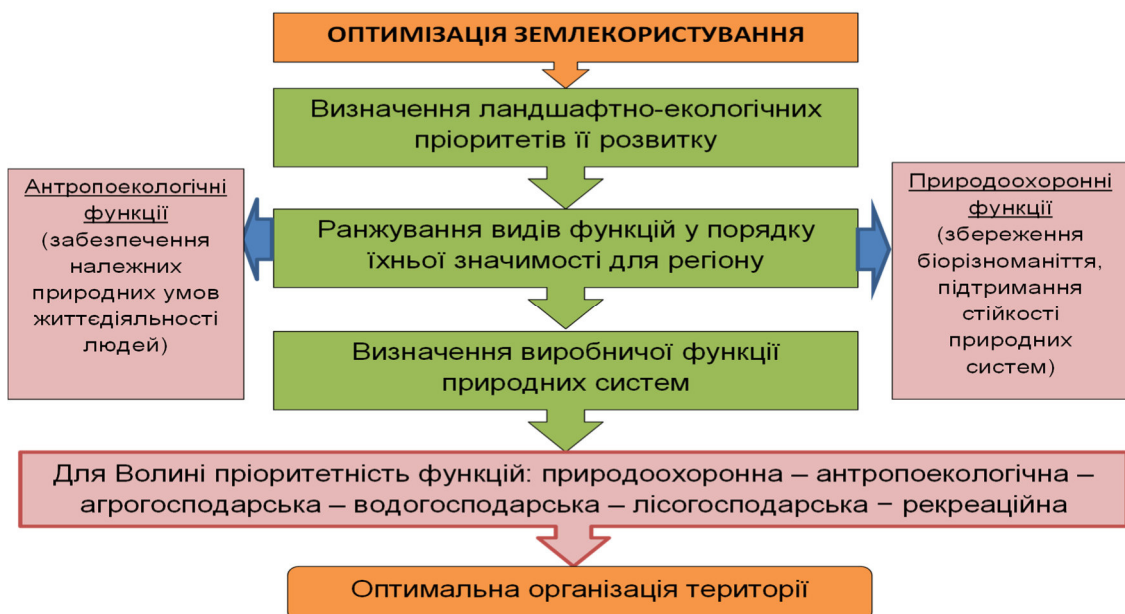 ОПТИМІЗАЦІЯ ЗЕМЛЕКОРИСТУВАННЯ
Визначення ландшафтно-екологічних
пріоритетів її розвитку
Антропоекологічні
функції
(забезпечення
належних
природних умов
життєдіяльності
людей)
Ранжування видів функцій у порядку
їхньої значимості для регіону
Природоохоронні
функції
(збереження
біорізноманіття,
підтримання
стійкості
природних
систем)
Визначення виробничої функції
природних систем
Для Волині пріоритетність функцій: природоохоронна – антропоекологічна –
агрогосподарська – водогосподарська – лісогосподарська − рекреаційна
Оптимальна організація території